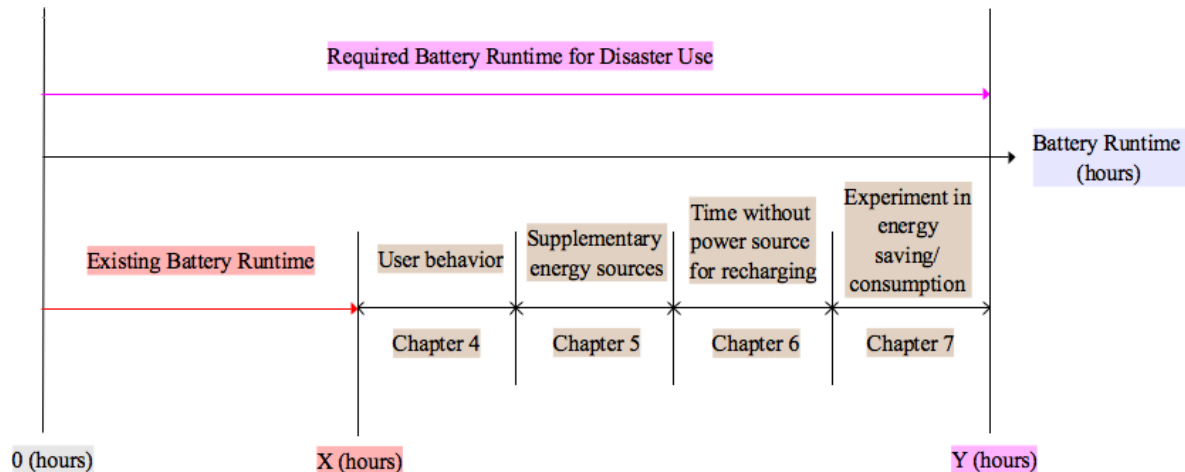 Required Battery Runtime for Disaster Use
Battery Runtime
(hours)
Existing Battery Runtime
User behavior
Supplementary
energy sources
Time without
power source
for recharging
Experiment in
energy
saving/
consumption
Chapter 4
Chapter 5
Chapter 6
Chapter 7
0 (hours)
X (hours)
Y (hours)